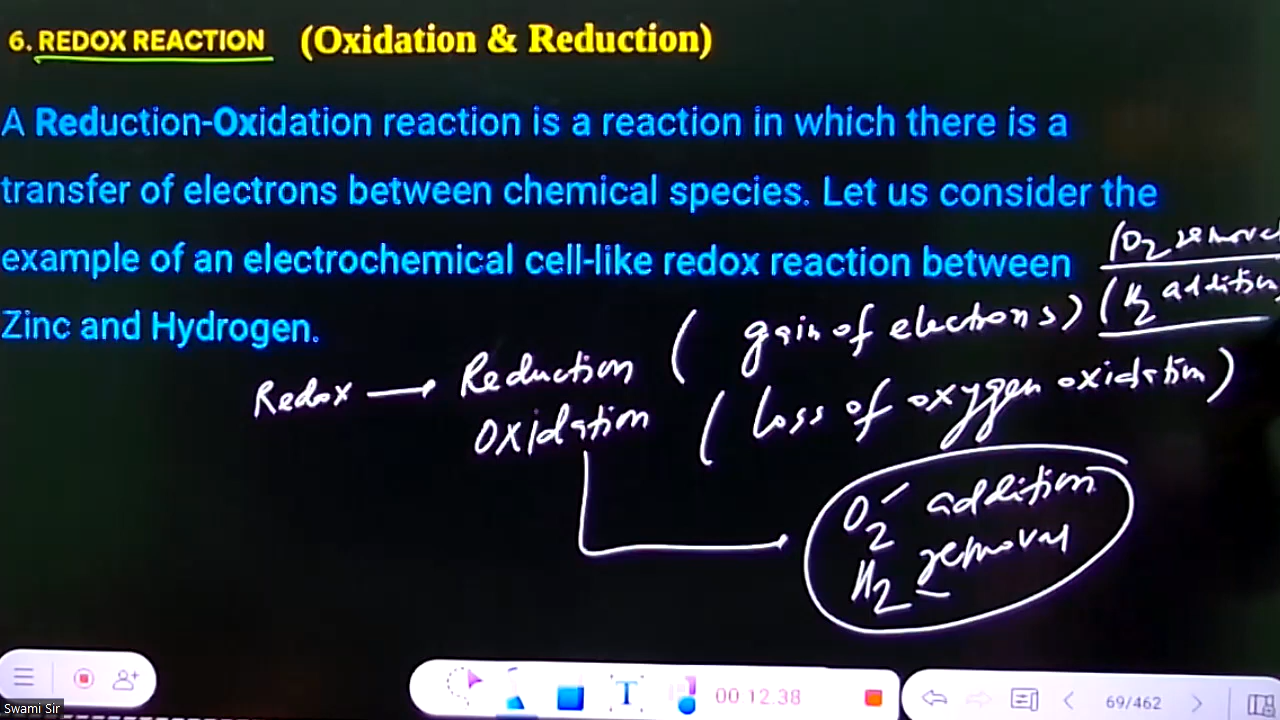 6. REDOX REACTION (Oxidation & Reduction)
A Reduction-Oxidation reaction is a reaction in which there is a
transfer of electrons between chemical species. Let us consider the
example of an electrochemical cell-like redox reaction between
Zinc and Hydrogen.
(O2 removal
(H2 addition)
Redox → Reduction ( gain of electrons)
Oxidation ( loss of oxygen oxidation)
O2 - addition
H2 - removal
00 12.38
69/462
T
Swami Sir